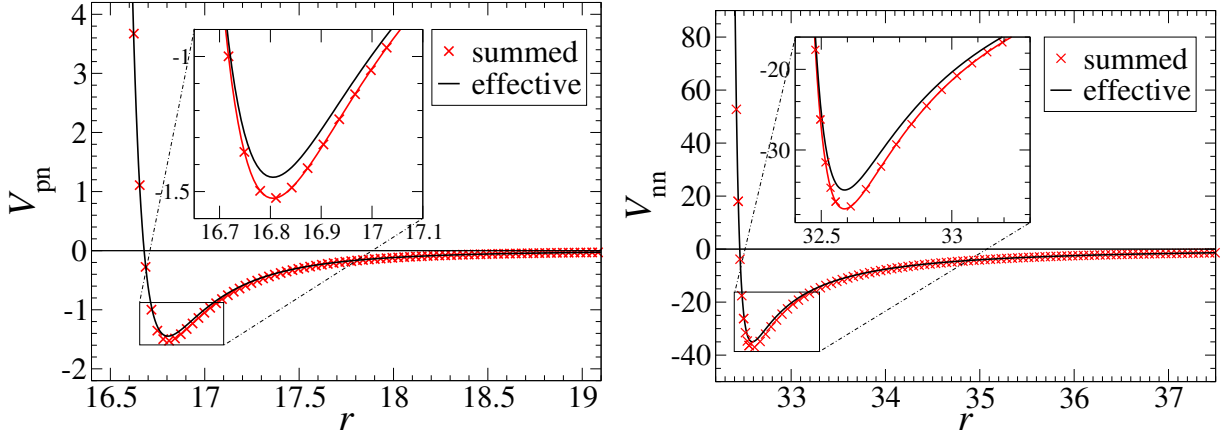 4
3
2
1
0
-1
-2
V_pn
16.5 17 17.5 18 18.5 19
r
-1
-1.5
16.7 16.8 16.9 17 17.1
summed
effective
80
60
40
20
0
-20
-40
V_nn
33 34 35 36 37
r
-20
-30
32.5 33
summed
effective